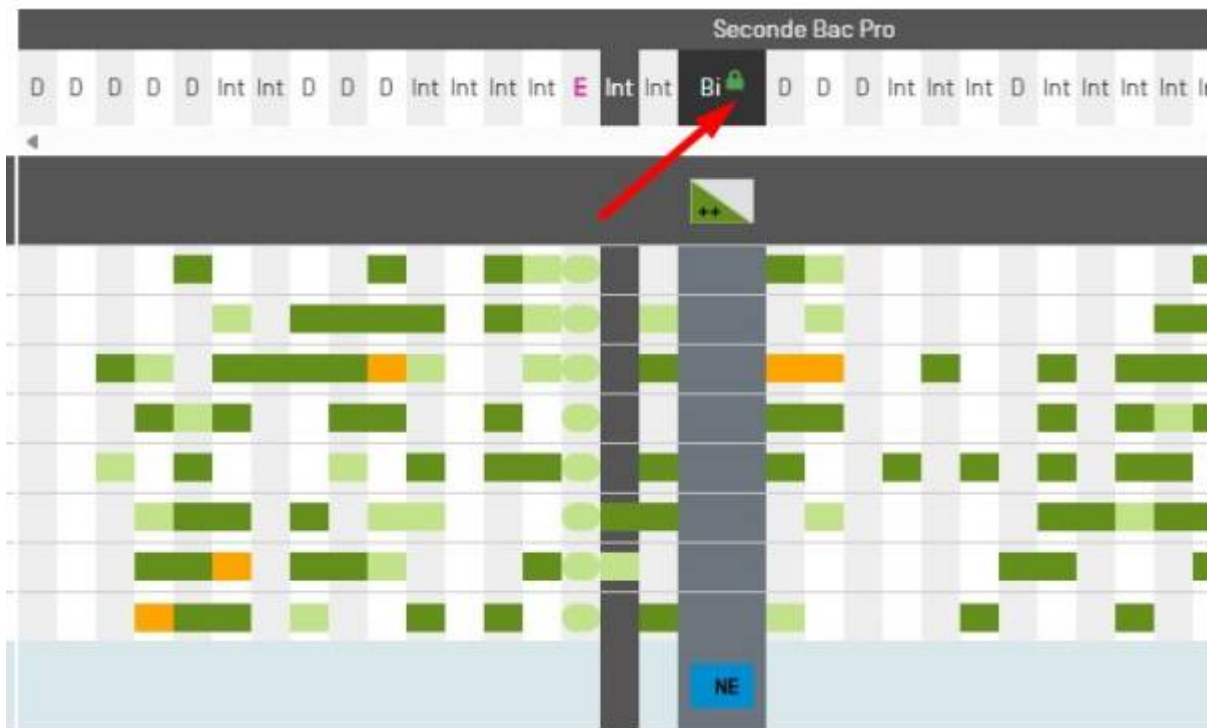 Seconde Bac Pro
D D D D D Int Int D D D Int Int Int Int E Int Int Bi D D D Int Int Int D Int Int Int Int
++
NE